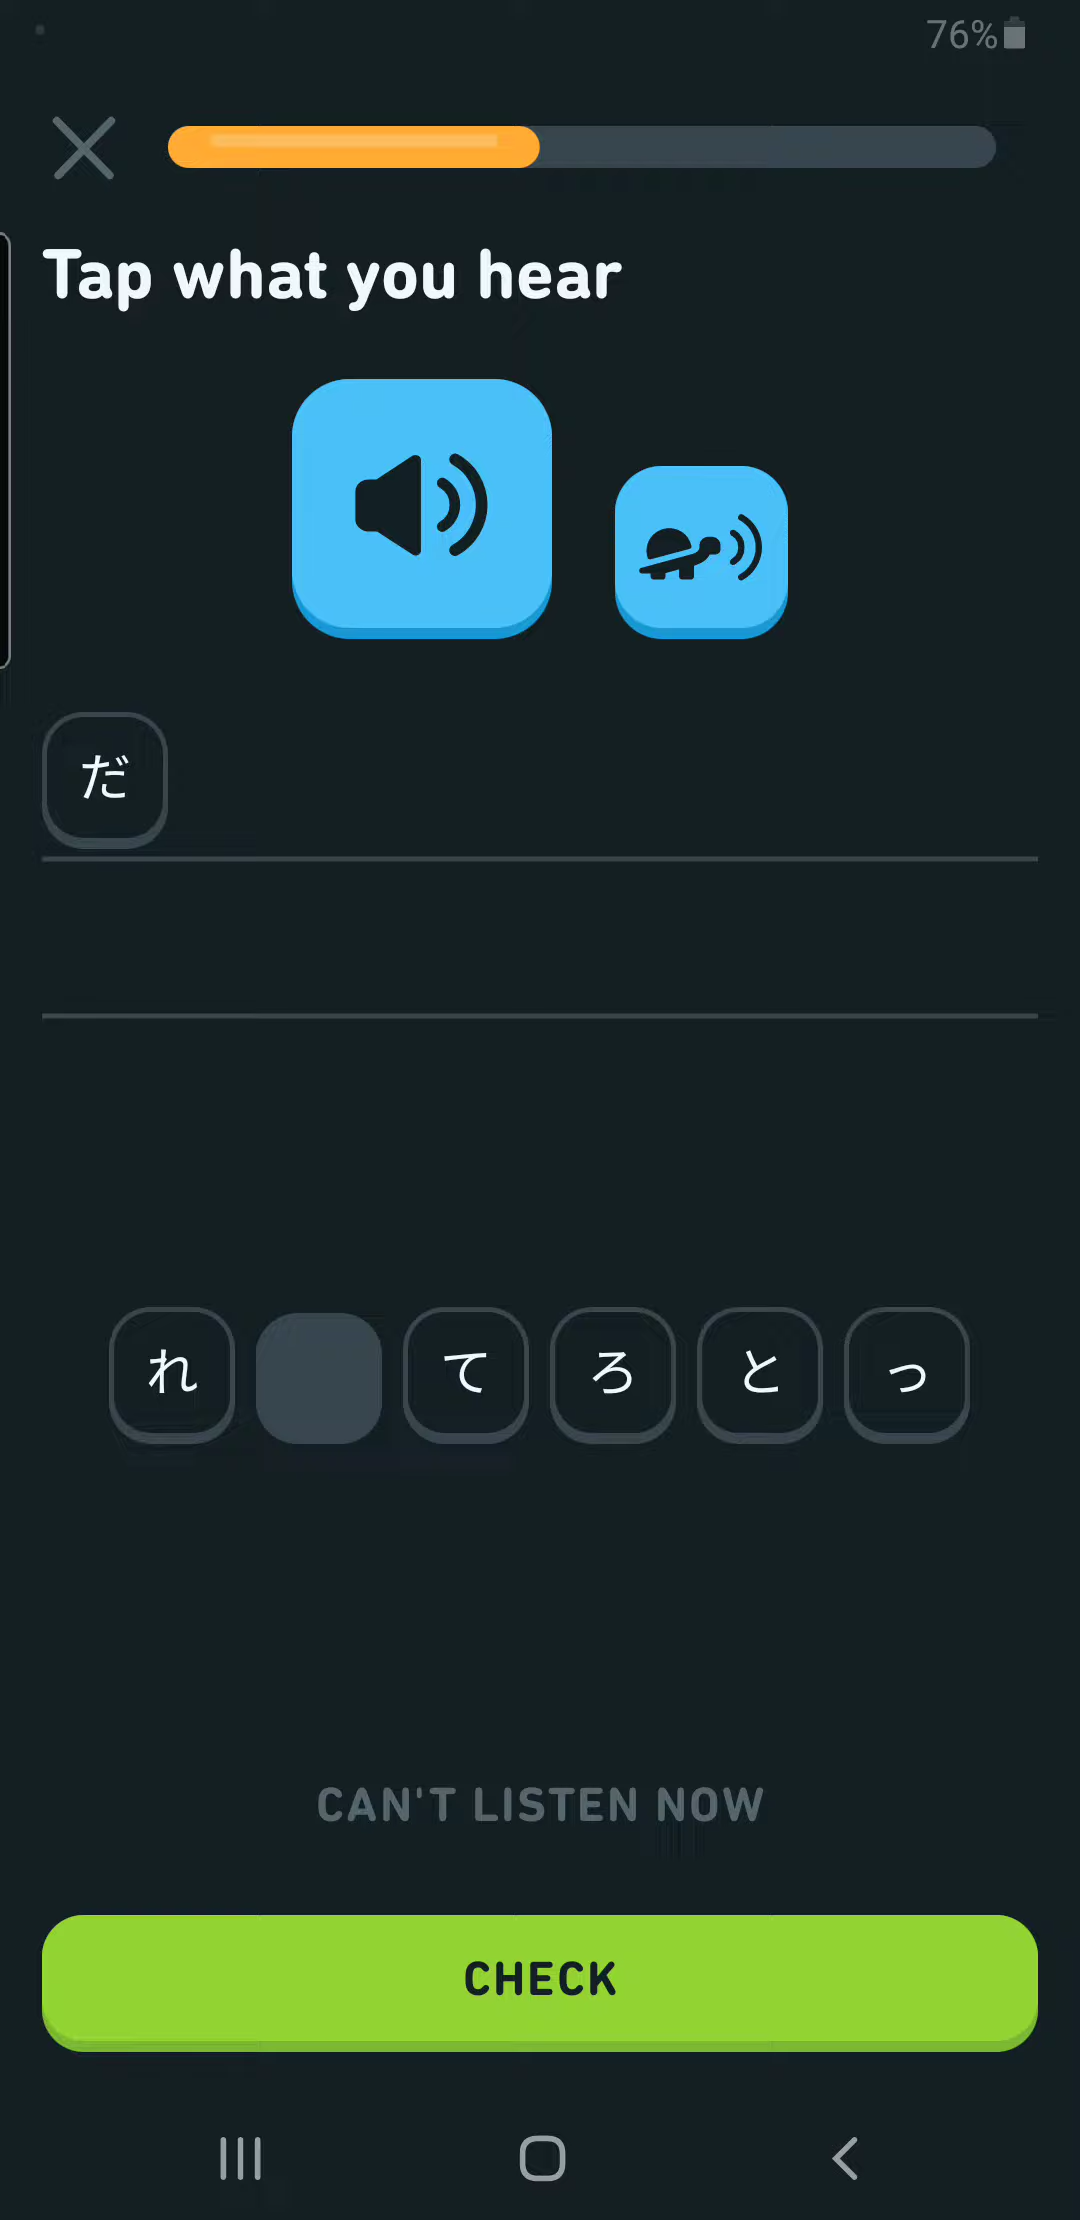 76%
Tap what you hear
だ
れ て ろ と っ
CAN'T LISTEN NOW
CHECK